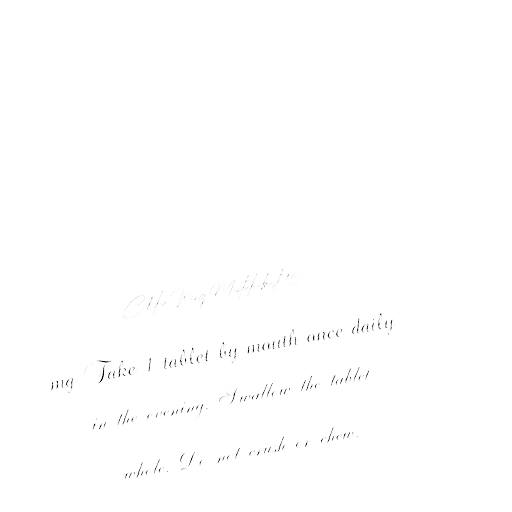 mg Take 1 tablet by mouth once daily
in the evening. Swallow the tablet
whole. Do not crush or chew.